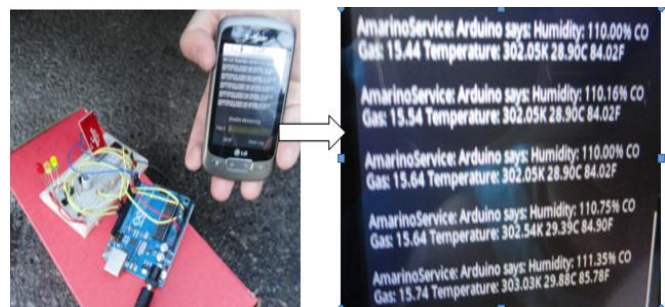 LG
AmarinoService: Arduino says: Humidity: 110.00% CO
Gas: 15.44 Temperature: 302.05K 28.90C 84.02F
AmarinoService: Arduino says: Humidity: 110.16% CO
Gas: 15.54 Temperature: 302.05K 28.90C 84.02F
AmarinoService: Arduino says: Humidity: 110.00% CO
Gas: 15.64 Temperature: 302.05K 28.90C 84.02F
AmarinoService: Arduino says: Humidity: 110.75% CO
Gas: 15.64 Temperature: 302.54K 29.39C 84.90F
AmarinoService: Arduino says: Humidity: 111.35% CO
Gas: 15.74 Temperature: 303.03K 29.88C 85.78F